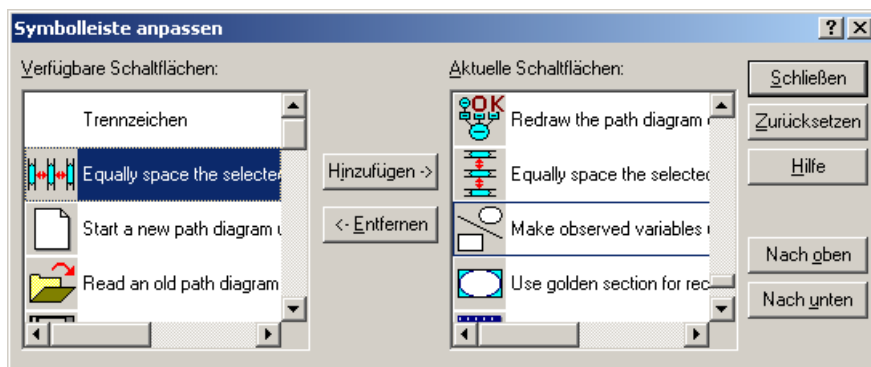 Symbolleiste anpassen
Verfügbare Schaltflächen:
Trennzeichen
Equally space the selected
Start a new path diagram
Read an old path diagram
Hinzufügen ->
<- Entfernen
Aktuelle Schaltflächen:
OK
Redraw the path diagram
Equally space the selected
Make observed variables
Use golden section for rec
Schließen
Zurücksetzen
Hilfe
Nach oben
Nach unten